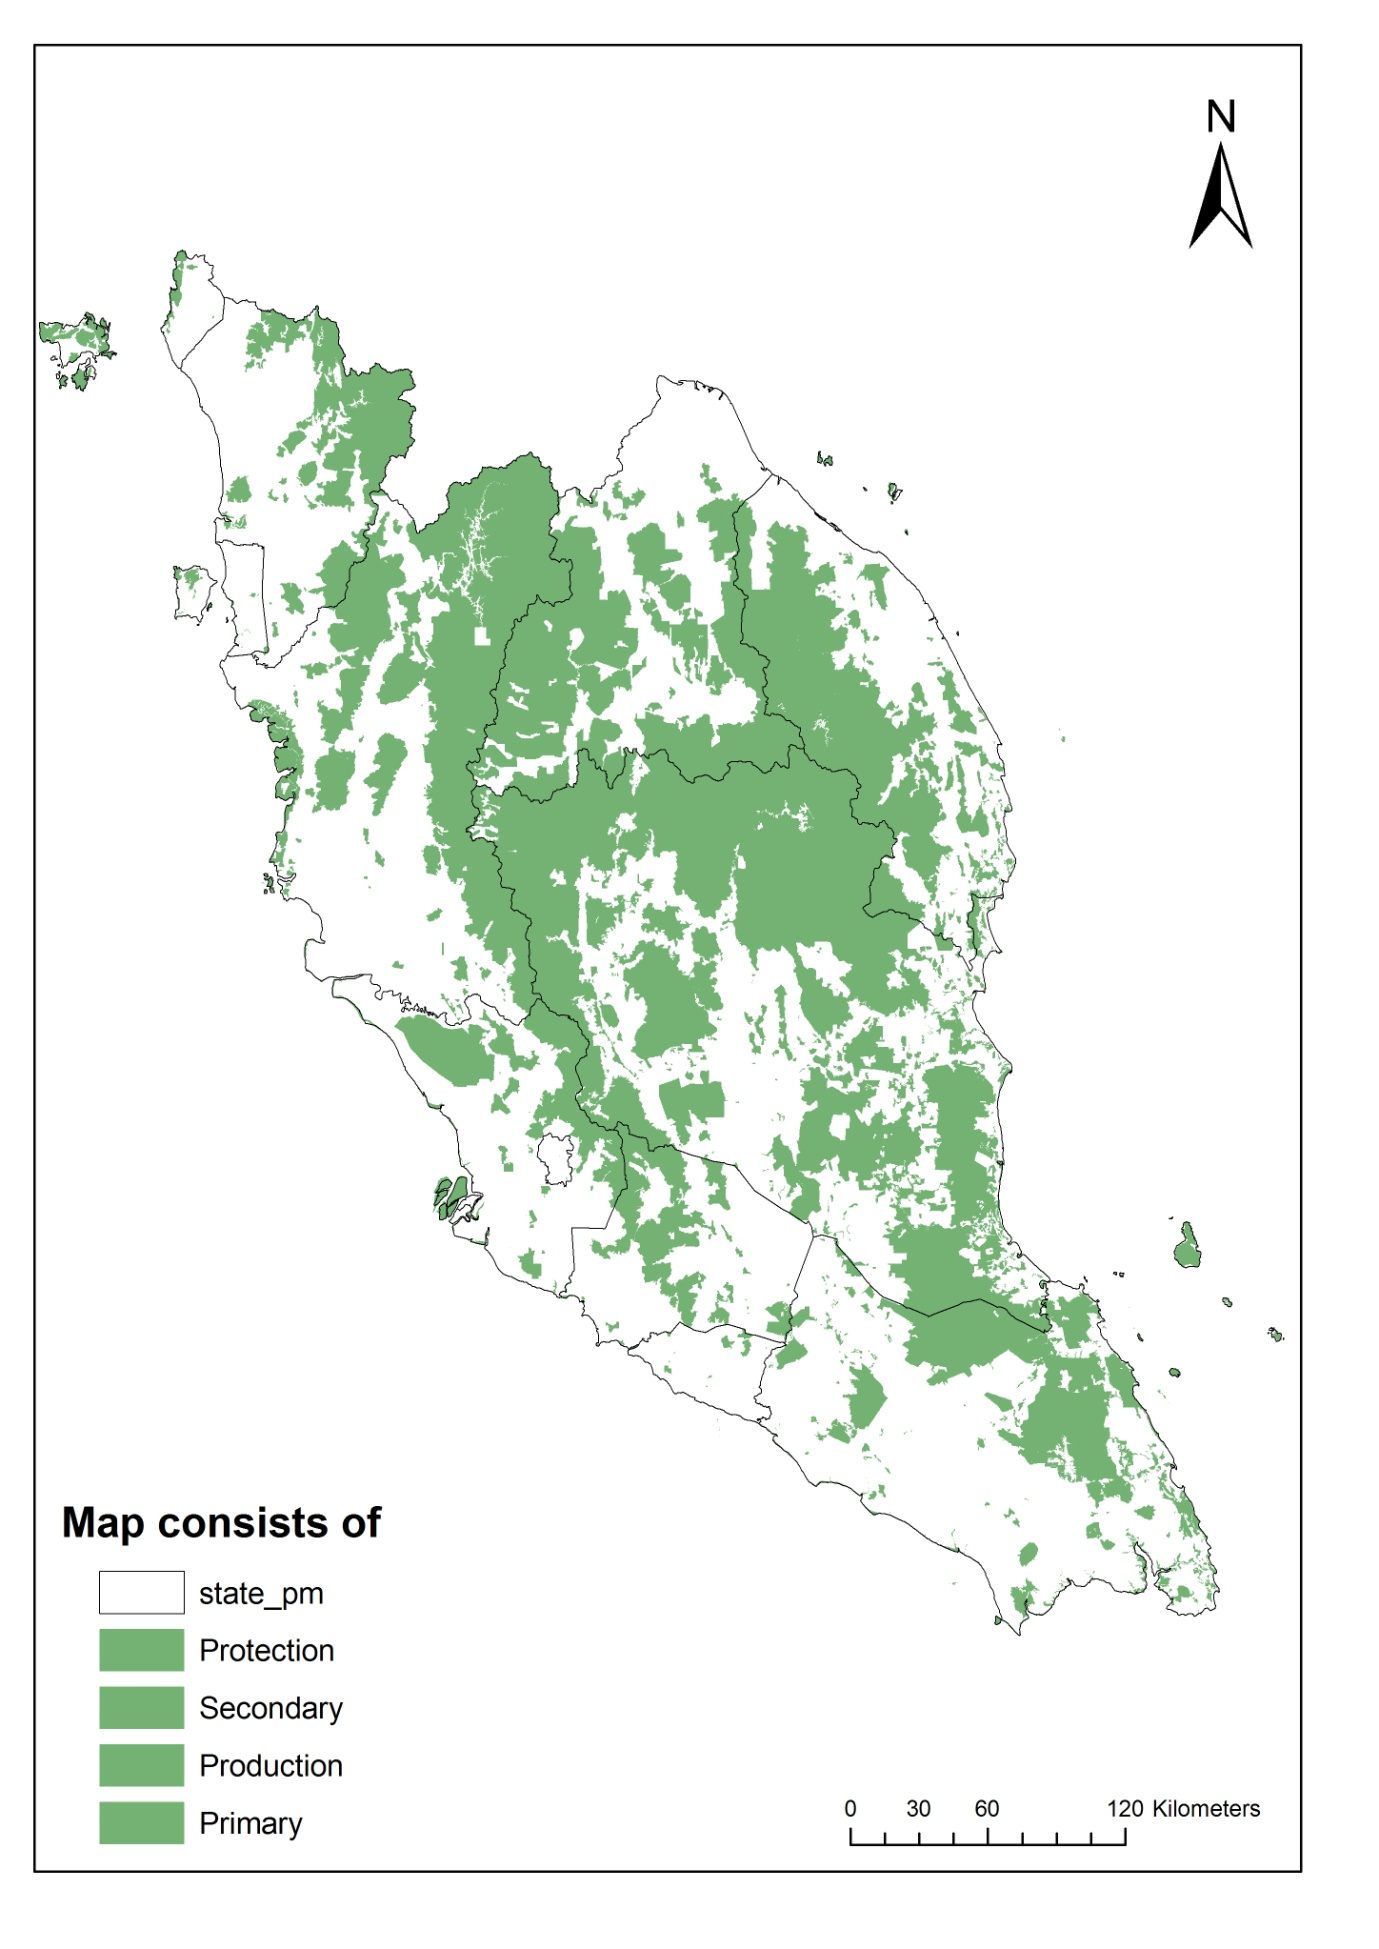 N
Map consists of
state_pm
Protection
Secondary
Production
Primary
0 30 60 120 Kilometers